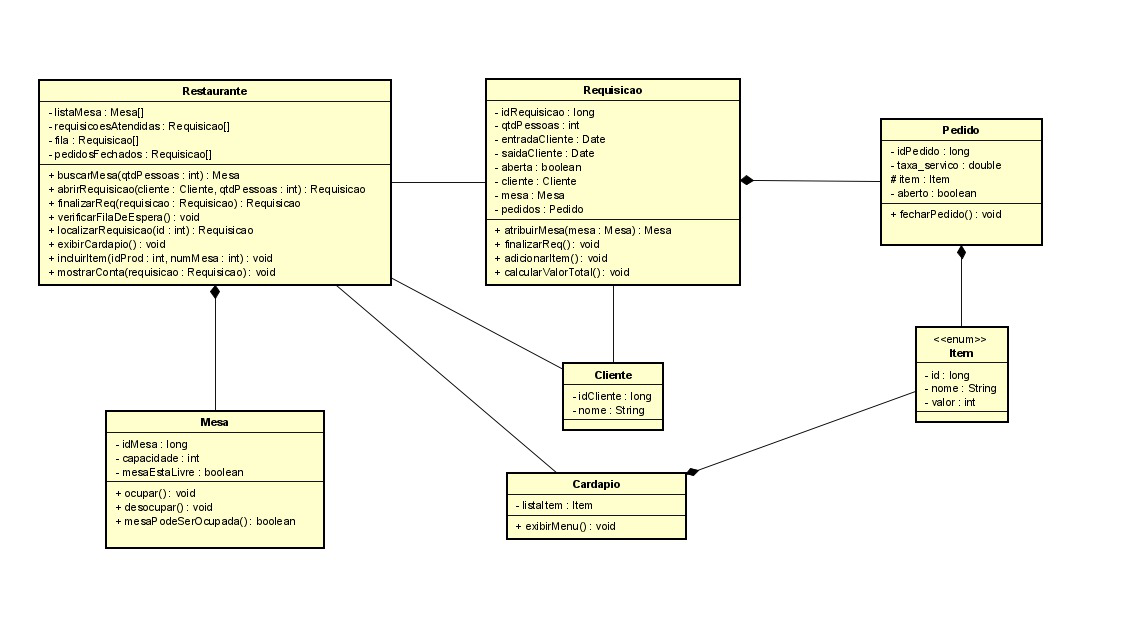 Restaurante
- listaMesa : Mesa[]
- requisicoesAtendidas : Requisicao[]
- fila : Requisicao[]
- pedidosFechados : Requisicao[]
+ buscarMesa(qtdPessoas : int) : Mesa
+ abrirRequisicao(cliente : Cliente, qtdPessoas : int) : Requisicao
+ finalizarReq(requisicao : Requisicao) : Requisicao
+ verificarFilaDeEspera() : void
+ localizarRequisicao(id : int) : Requisicao
+ exibirCardapio() : void
+ incluirItem(idProd : int, numMesa : int) : void
+ mostrarConta(requisicao : Requisicao) : void
Requisicao
- idRequisicao : long
- qtdPessoas : int
- entradaCliente : Date
- saidaCliente : Date
- aberta : boolean
- cliente : Cliente
- mesa : Mesa
- pedidos : Pedido
+ atribuirMesa(mesa : Mesa) : Mesa
+ finalizarReq() : void
+ adicionarItem() : void
+ calcularValorTotal() : void
Pedido
- idPedido : long
- taxa_servico : double
# item : Item
- aberto : boolean
+ fecharPedido() : void
<<enum>>
Item
- id : long
- nome : String
- valor : int
Cliente
- idCliente : long
- nome : String
Mesa
- idMesa : long
- capacidade : int
- mesaEstaLivre : boolean
+ ocupar() : void
+ desocupar() : void
+ mesaPodeSerOcupada() : boolean
Cardapio
- listaItem : Item
+ exibirMenu() : void